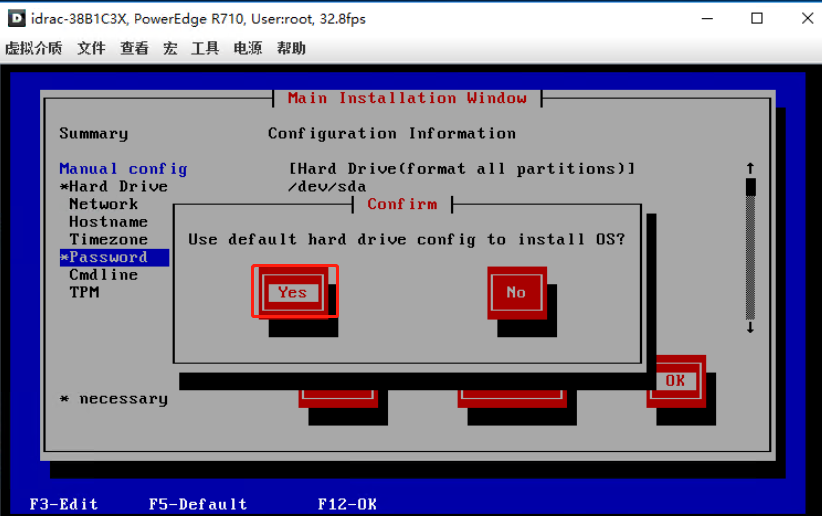 idrac-38B1C3X, PowerEdge R710, User:root, 32.8fps
虚拟介质 文件 查看 宏 工具 电源 帮助
Main Installation Window
Summary Configuration Information
Manual config [Hard Drive(format all partitions)]
*Hard Drive /dev/sda
Network
Confirm
Hostname
Timezone Use default hard drive config to install OS?
*Password
Cmdline
TPM Yes No
OK
* necessary
F3-Edit F5-Default F12-OK